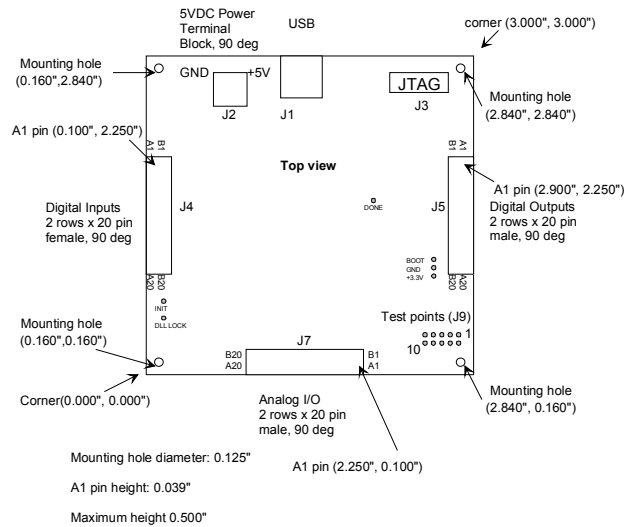 5VDC Power
Terminal
Block, 90 deg
USB
corner (3.000", 3.000")
Mounting hole
(0.160",2.840")
GND
+5V
JTAG
J2
J1
J3
Mounting hole
(2.840", 2.840")
A1 pin (0.100", 2.250")
A1
B1
B1
A1
Top view
A1 pin (2.900", 2.250")
Digital Inputs
2 rows x 20 pin
female, 90 deg
J4
DONE
J5
Digital Outputs
2 rows x 20 pin
male, 90 deg
BOOT
GND
+3.3V
A20
B20
B20
A20
INIT
DLL LOCK
Test points (J9)
1
10
Mounting hole
(0.160",0.160")
J7
B20
A20
B1
A1
Corner(0.000", 0.000")
Analog I/O
2 rows x 20 pin
male, 90 deg
Mounting hole
(2.840", 0.160")
Mounting hole diameter: 0.125"
A1 pin (2.250", 0.100")
A1 pin height: 0.039"
Maximum height 0.500"